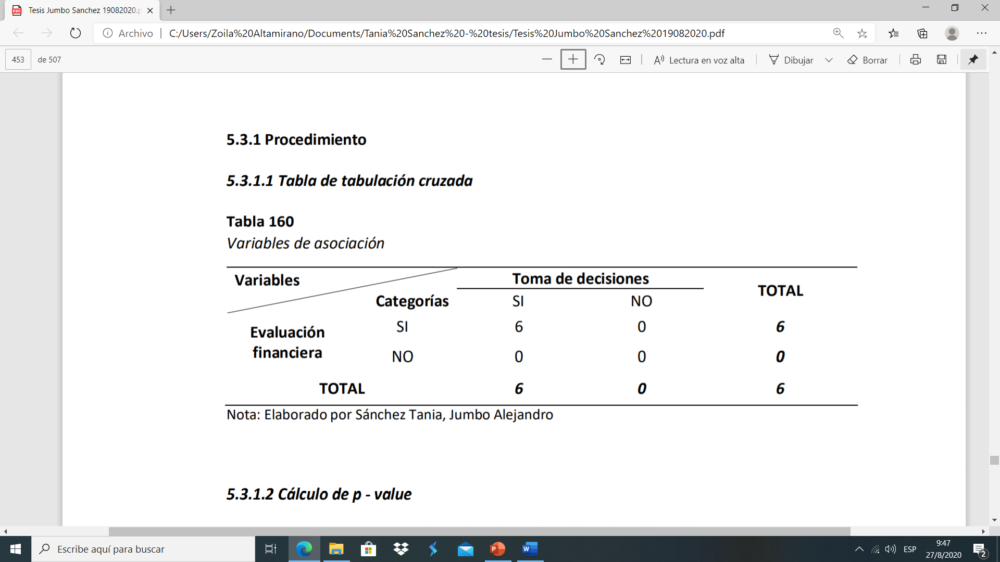 Tesis Jumbo Sanchez 19082020.p
Archivo | C:/Users/Zoila%20Altamirano/Documents/Tania%20Sanchez%20-%20tesis/Tesis%20Jumbo%20Sanchez%2019082020.pdf
453 de 507 Lectura en voz alta Dibujar Borrar
5.3.1 Procedimiento
5.3.1.1 Tabla de tabulación cruzada
Tabla 160
Variables de asociación
Variables Toma de decisiones TOTAL
Categorías SI NO
Evaluación financiera SI 6 0 6
NO 0 0 0
TOTAL 6 0 6
Nota: Elaborado por Sánchez Tania, Jumbo Alejandro
5.3.1.2 Cálculo de p - value
Escribe aquí para buscar
ESP
9:47
27/8/2020
2